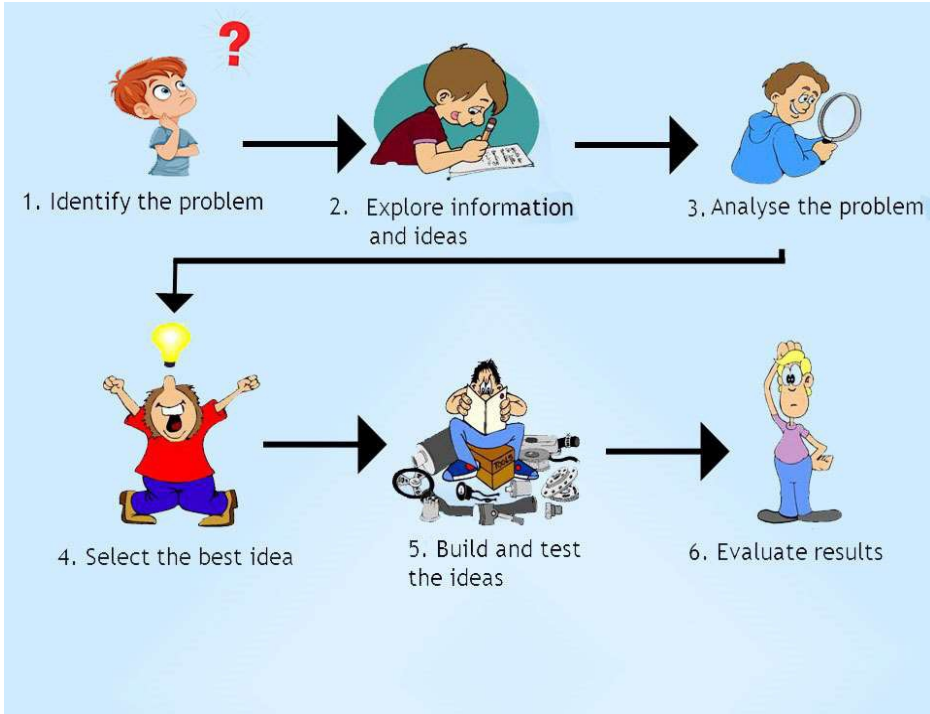 ?
1. Identify the problem
2. Explore information
and ideas
3. Analyse the problem
4. Select the best idea
TOOLS
5. Build and test
the ideas
6. Evaluate results